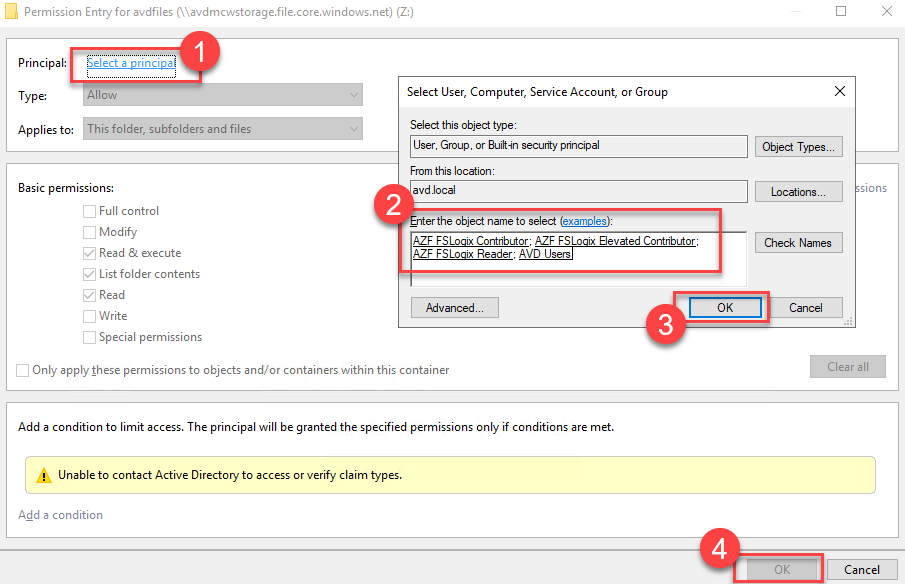 Permission Entry for avdfiles (\\avdmcwstorage.file.core.windows.net) (Z:)
Principal: Select a principal
1
Type: Allow
Applies to: This folder, subfolders and files
Select User, Computer, Service Account, or Group
Select this object type:
User, Group, or Built-in security principal
Object Types...
From this location:
avd.local
Locations...
2
Enter the object name to select (examples):
AZF FSLogix Contributor; AZF FSLogix Elevated Contributor;
AZF FSLogix Reader; AVD Users
Check Names
Advanced...
3
OK
Cancel
Basic permissions:
Full control
Modify
Read & execute
List folder contents
Read
Write
Special permissions
Only apply these permissions to objects and/or containers within this container
Clear all
Add a condition to limit access. The principal will be granted the specified permissions only if conditions are met.
Unable to contact Active Directory to access or verify claim types.
Add a condition
4
OK
Cancel